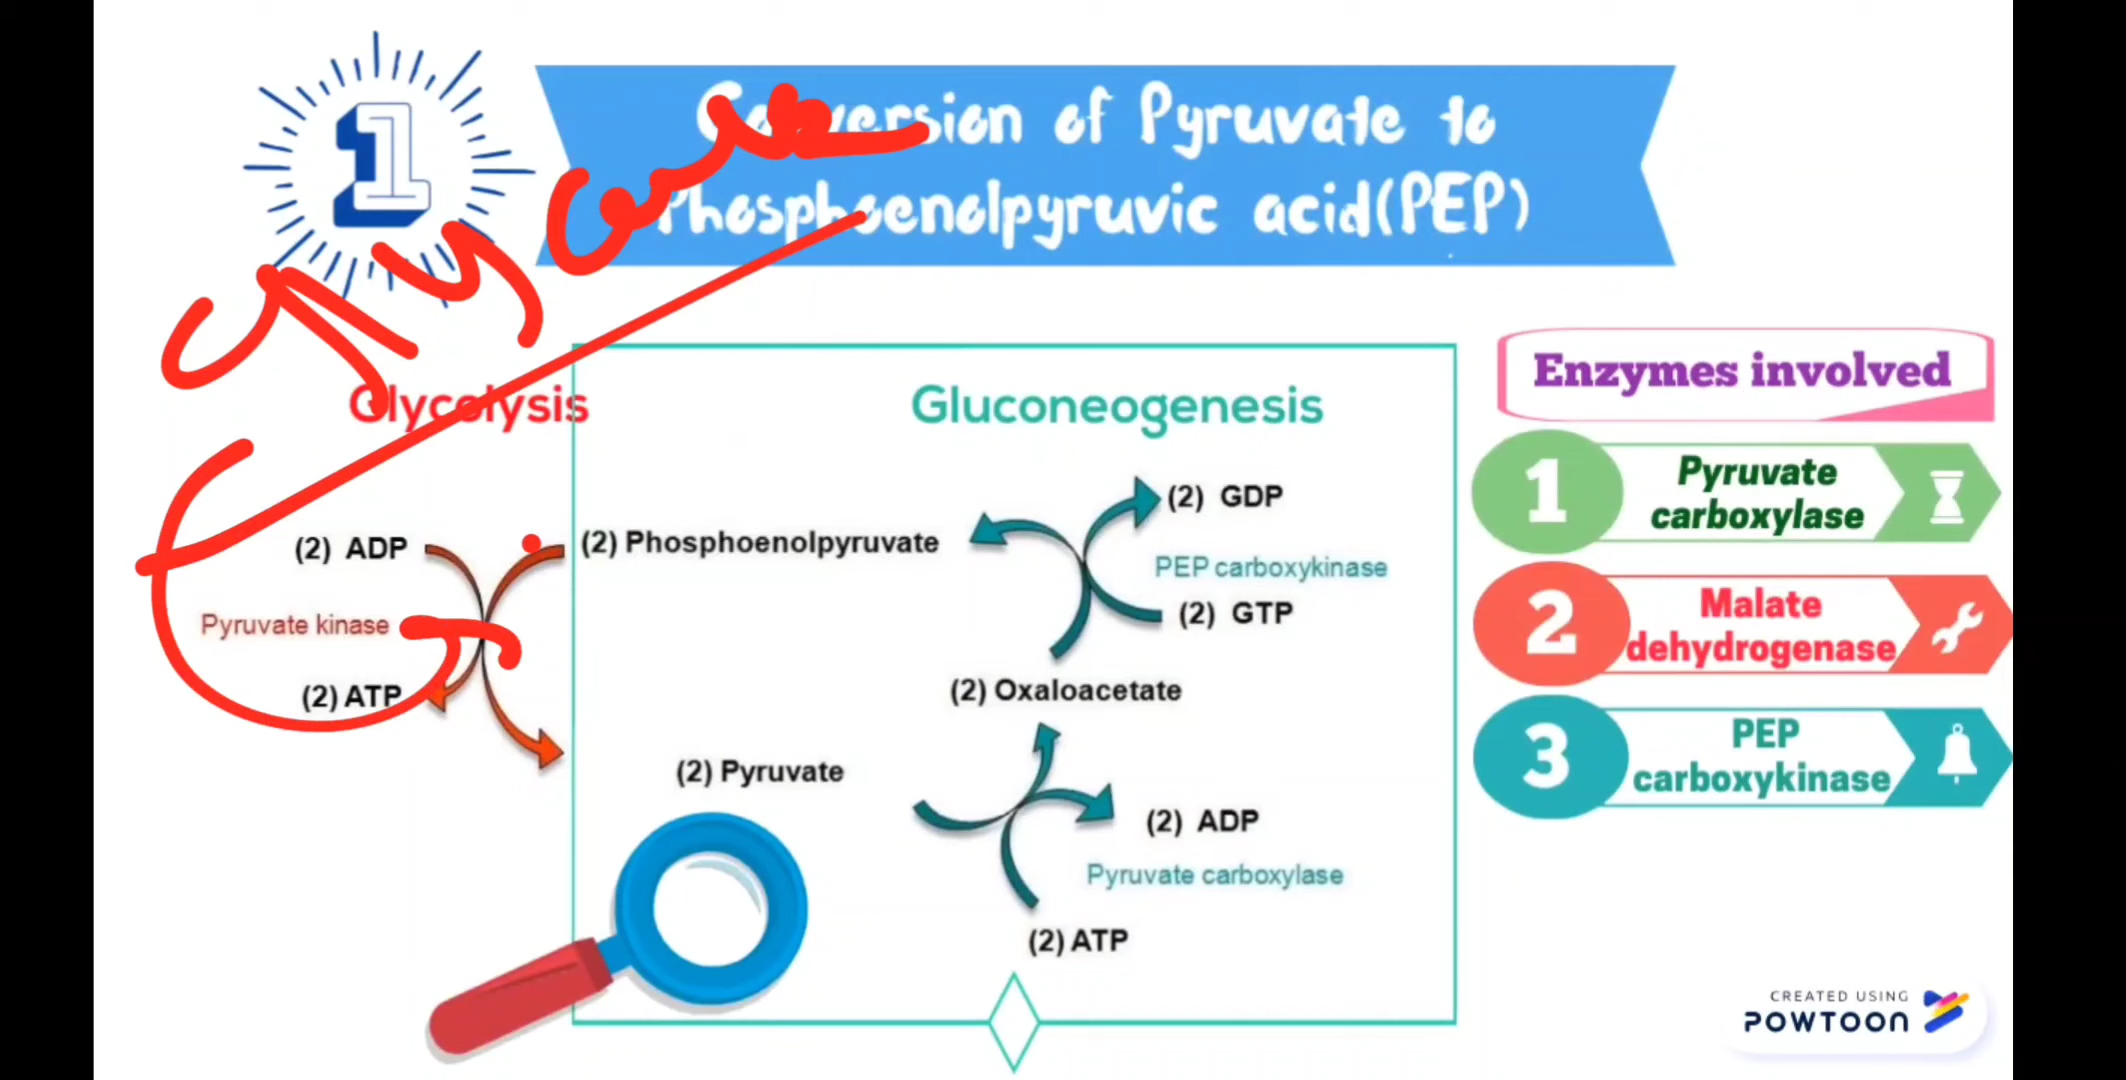 1
Conversion of Pyruvate to
Phosphoenolpyruvic acid(PEP)
Glycolysis
Gluconeogenesis
(2) ADP
Pyruvate kinase
(2) ATP
(2) Phosphoenolpyruvate
(2) GDP
PEP carboxykinase
(2) GTP
(2) Oxaloacetate
(2) Pyruvate
(2) ADP
Pyruvate carboxylase
(2) ATP
Enzymes involved
1
Pyruvate
carboxylase
2
Malate
dehydrogenase
3
PEP
carboxykinase
CREATED USING
POWTOON